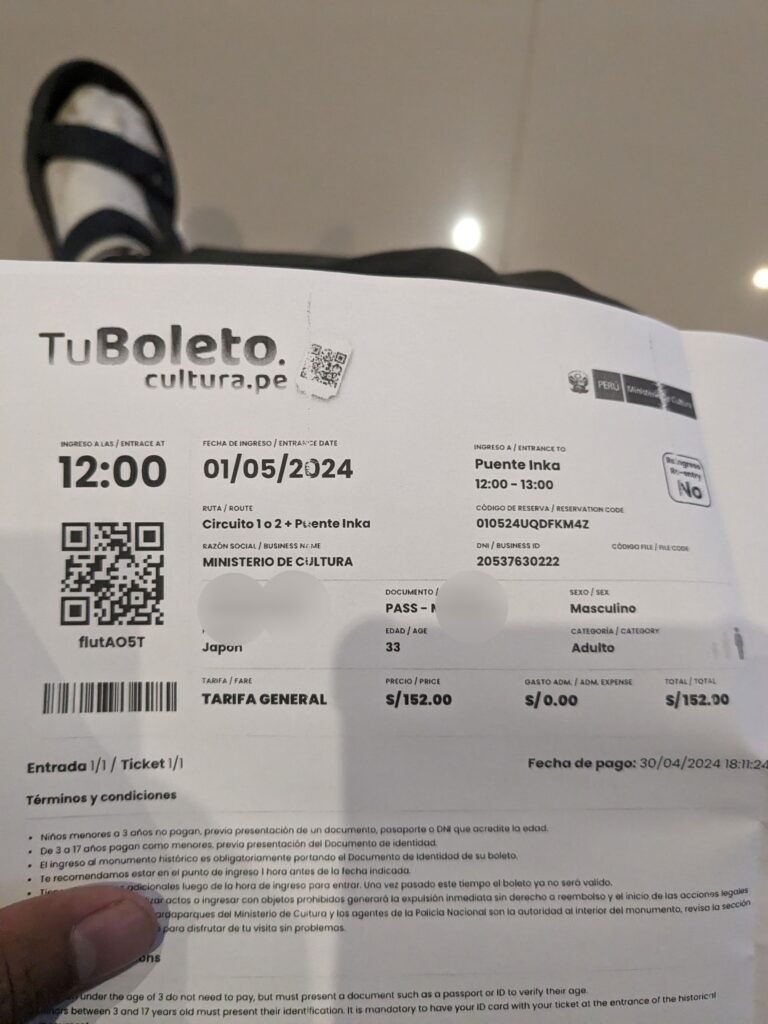 TuBoleto.
cultura.pe
PERÚ Ministerio de Cultura
INGRESO A LAS / ENTRACE AT
12:00
FECHA DE INGRESO / ENTRANCE DATE
01/05/2024
INGRESO A / ENTRANCE TO
Puente Inka
12:00 - 13:00
Reingreso
Re-entry
No
RUTA / ROUTE
Circuito 1 o 2 + Puente Inka
CÓDIGO DE RESERVA / RESERVATION CODE
010524UQDFKM4Z
RAZÓN SOCIAL / BUSINESS NAME
MINISTERIO DE CULTURA
DNI / BUSINESS ID
20537630222
CÓDIGO FILE / FILE CODE
flutAO5T
DOCUMENTO /
PASS -
SEXO / SEX
Masculino
Japon
EDAD / AGE
33
CATEGORÍA / CATEGORY
Adulto
TARIFA / FARE
TARIFA GENERAL
PRECIO / PRICE
S/152.00
GASTO ADM. / ADM. EXPENSE
S/0.00
TOTAL / TOTAL
S/152.00
Entrada 1/1 / Ticket 1/1
Fecha de pago: 30/04/2024 18:11:24
Términos y condiciones
• Niños menores a 3 años no pagan, previa presentación de un documento, pasaporte o DNI que acredite la edad.
• De 3 a 17 años pagan como menores, previa presentación del Documento de identidad.
• El ingreso al monumento histórico es obligatoriamente portando el Documento de Identidad de su boleto.
• Te recomendamos estar en el punto de ingreso 1 hora antes de la fecha indicada.
• adicionales luego de la hora de ingreso para entrar. Una vez pasado este tiempo el boleto ya no será valido.
actos o ingresar con objetos prohibidos generará la expulsión inmediata sin derecho a reembolso y el inicio de las acciones legales
del Ministerio de Cutura y los agentes de la Policía Nacional son la autoridad al interior del monumento, revisa la sección
para disfrutar de tu visita sin problemas.
under the age of 3 do not need to pay, but must present a document such as a passport or ID to verify their age.
between 3 and 17 years old must present their identification. It is mandatory to have your ID card with your ticket at the entrance of the historical